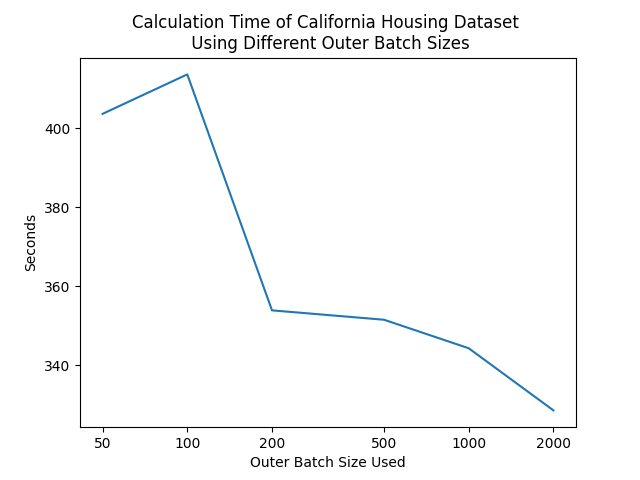 Calculation Time of California Housing Dataset
Using Different Outer Batch Sizes
400
380
360
340
Seconds
50 100 200 500 1000 2000
Outer Batch Size Used